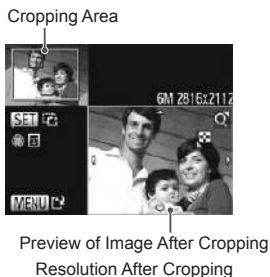 Cropping Area
6M 2816x2112
SET
MENU
Preview of Image After Cropping
Resolution After Cropping